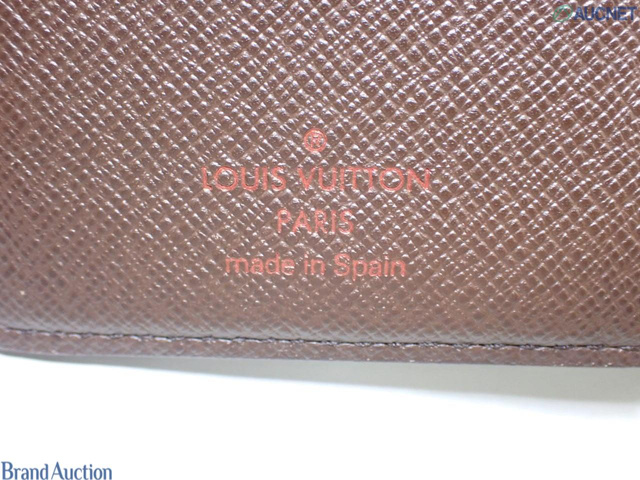 AUCNET
®
LOUIS VUITTON
PARIS
made in Spain
Brand Auction